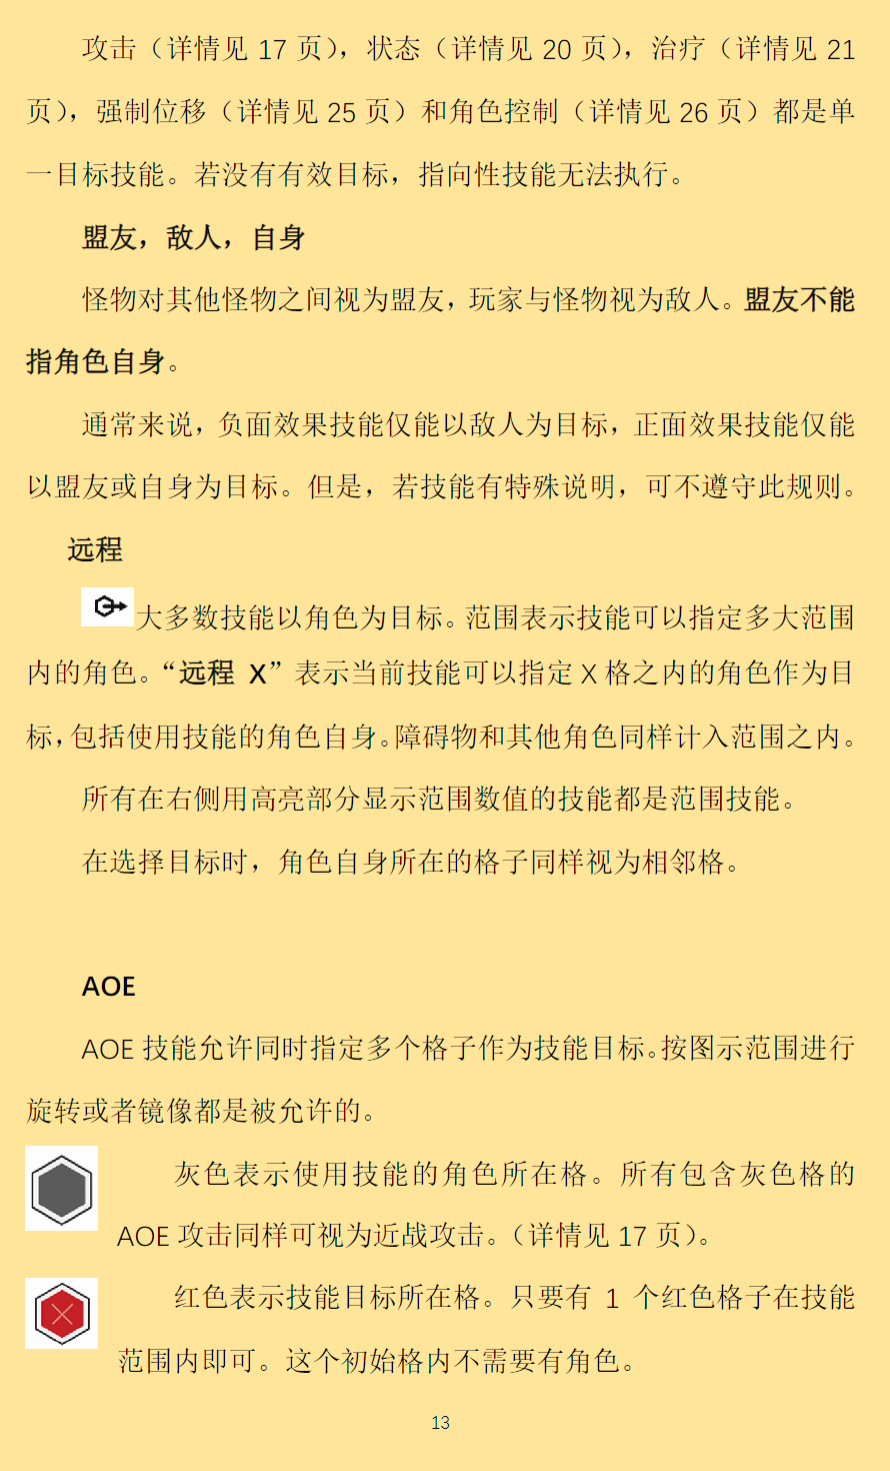 攻击（详情见 17 页），状态（详情见 20 页），治疗（详情见 21
页），强制位移（详情见 25 页）和角色控制（详情见 26 页）都是单
一目标技能。若没有有效目标，指向性技能无法执行。
盟友，敌人，自身
怪物对其他怪物之间视为盟友，玩家与怪物视为敌人。盟友不能
指角色自身。
通常来说，负面效果技能仅能以敌人为目标，正面效果技能仅能
以盟友或自身为目标。但是，若技能有特殊说明，可不遵守此规则。
远程
大多数技能以角色为目标。范围表示技能可以指定多大范围
内的角色。“远程 X”表示当前技能可以指定 X 格之内的角色作为目
标，包括使用技能的角色自身。障碍物和其他角色同样计入范围之内。
所有在右侧用高亮部分显示范围数值的技能都是范围技能。
在选择目标时，角色自身所在的格子同样视为相邻格。
AOE
AOE 技能允许同时指定多个格子作为技能目标。按图示范围进行
旋转或者镜像都是被允许的。
灰色表示使用技能的角色所在格。所有包含灰色格的
AOE 攻击同样可视为近战攻击。（详情见 17 页）。
红色表示技能目标所在格。只要有 1 个红色格子在技能
范围内即可。这个初始格内不需要有角色。
13